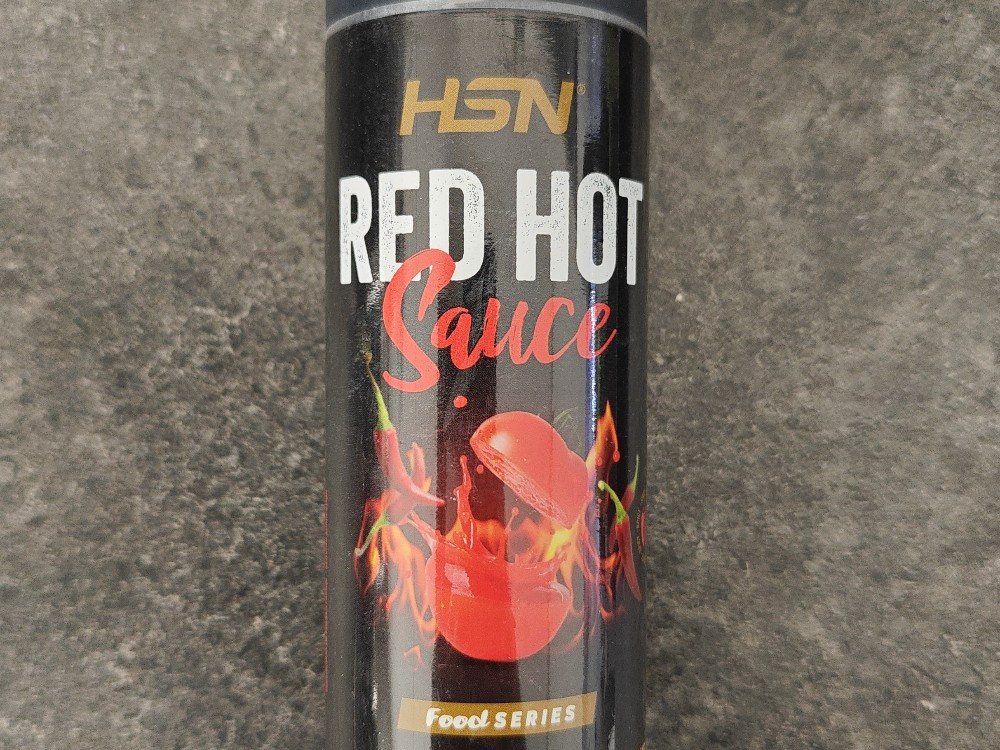 HSN®
RED HOT
Sauce
Food SERIES